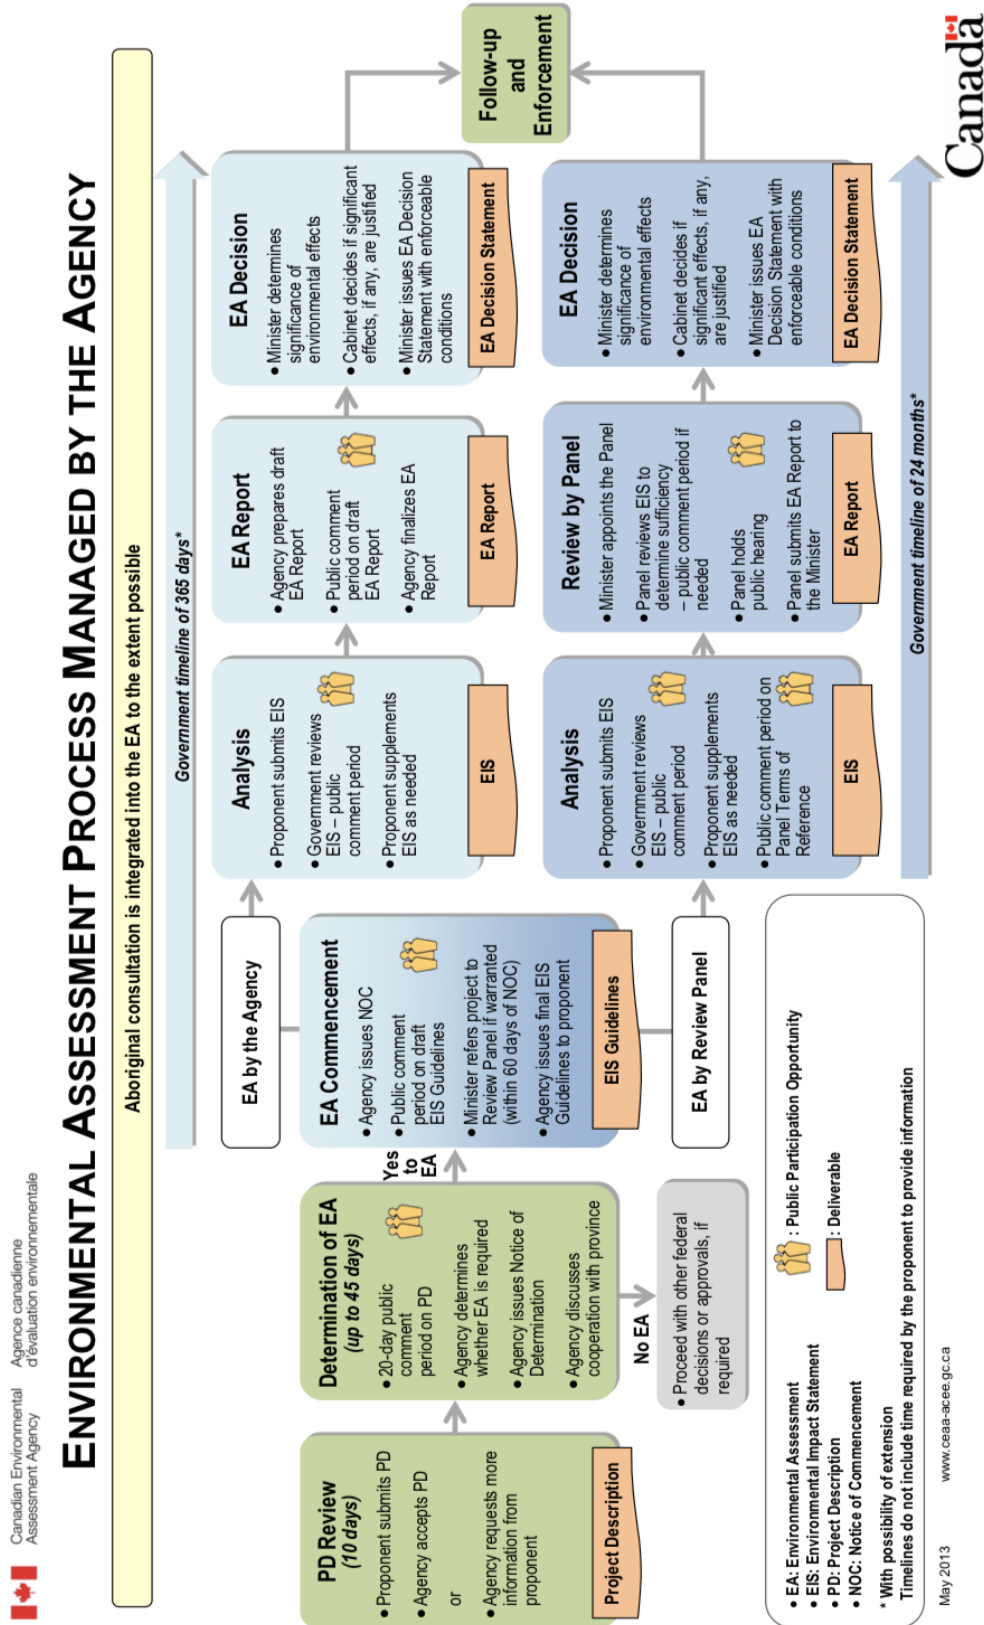 Canadian Environmental
Assessment Agency
Agence canadienne
d'évaluation environnementale
ENVIRONMENTAL ASSESSMENT PROCESS MANAGED BY THE AGENCY
Aboriginal consultation is integrated into the EA to the extent possible
Government timeline of 365 days*
PD Review
(10 days)
• Proponent submits PD
• Agency accepts PD
or
• Agency requests more
information from
proponent
Project Description
Determination of EA
(up to 45 days)
• 20-day public
comment
period on PD
• Agency determines
whether EA is required
• Agency issues Notice of
Determination
• Agency discusses
cooperation with province
No EA
• Proceed with other federal
decisions or approvals, if
required
Yes
to
EA
EA by the Agency
EA Commencement
• Agency issues NOC
• Public comment
period on draft
EIS Guidelines
• Minister refers project to
Review Panel if warranted
(within 60 days of NOC)
• Agency issues final EIS
Guidelines to proponent
EIS Guidelines
EA by Review Panel
Analysis
• Proponent submits EIS
• Government reviews
EIS – public
comment period
• Proponent supplements
EIS as needed
EIS
EA Report
• Agency prepares draft
EA Report
• Public comment
period on draft
EA Report
• Agency finalizes EA
Report
EA Report
EA Decision
• Minister determines
significance of
environmental effects
• Cabinet decides if significant
effects, if any, are justified
• Minister issues EA Decision
Statement with enforceable
conditions
EA Decision Statement
Follow-up
and
Enforcement
Analysis
• Proponent submits EIS
• Government reviews
EIS – public
comment period
• Proponent supplements
EIS as needed
• Public comment period on
Panel Terms of
Reference
EIS
Review by Panel
• Minister appoints the Panel
• Panel reviews EIS to
determine sufficiency
– public comment period if
needed
• Panel holds
public hearing
• Panel submits EA Report to
the Minister
EA Report
EA Decision
• Minister determines
significance of
environmental effects
• Cabinet decides if
significant effects, if any,
are justified
• Minister issues EA
Decision Statement with
enforceable conditions
EA Decision Statement
Government timeline of 24 months*
• EA: Environmental Assessment
• EIS: Environmental Impact Statement
• PD: Project Description
• NOC: Notice of Commencement
: Public Participation Opportunity
: Deliverable
* With possibility of extension
Timelines do not include time required by the proponent to provide information
May 2013
www.ceaa-acee.gc.ca
Canada